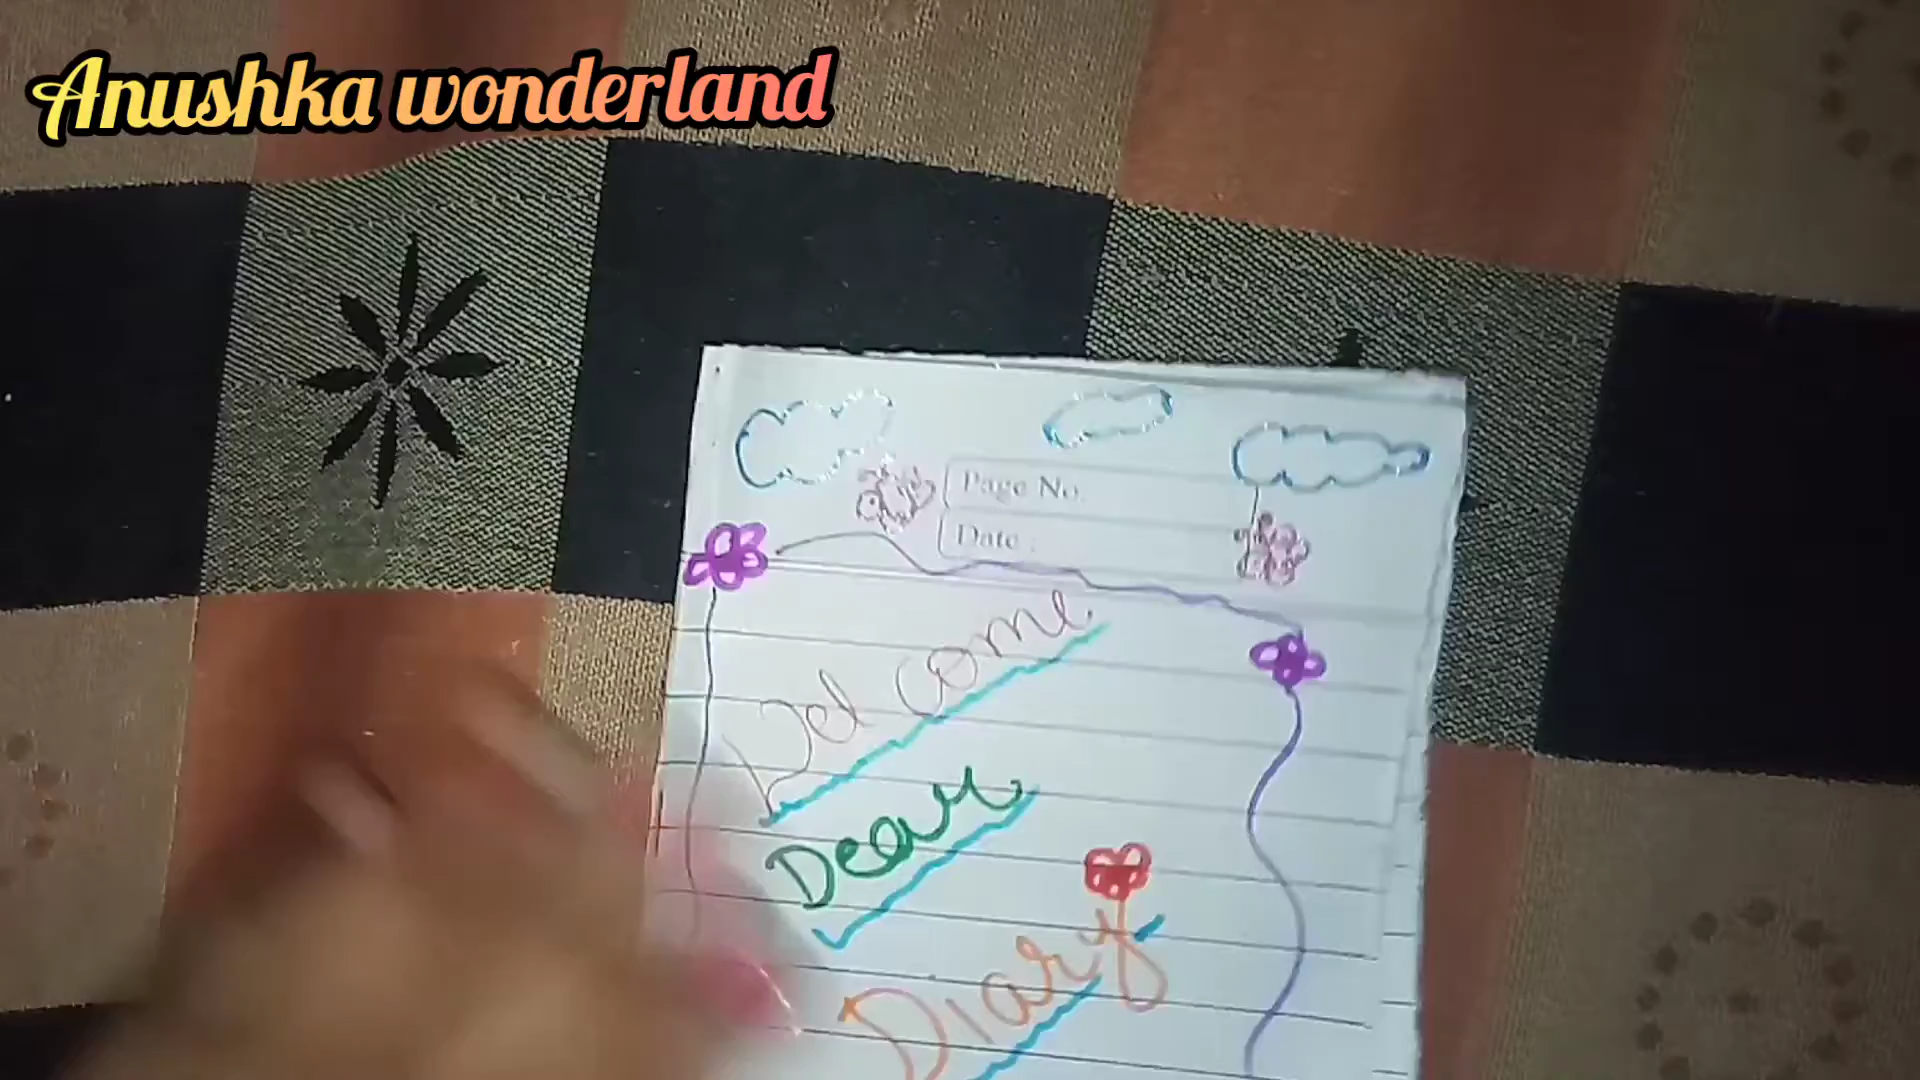 Anushka wonderland
Page No.
Date :
Wel come
Dear
Diary